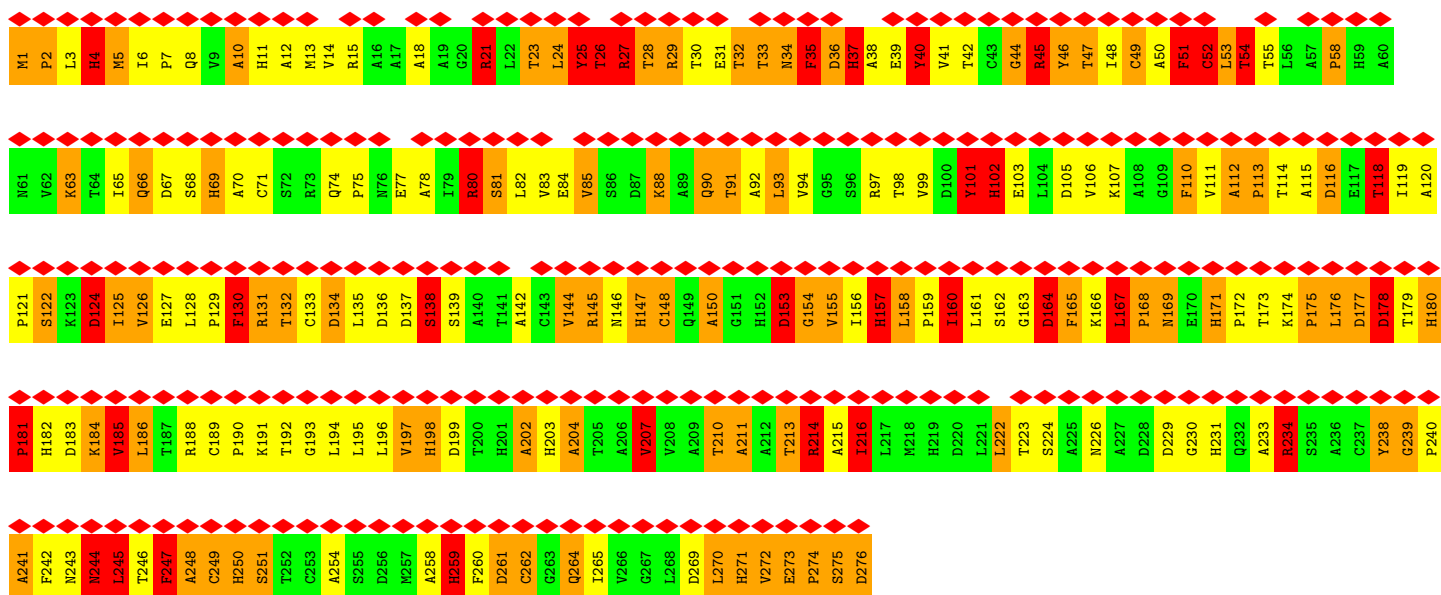 M1 P2 L3 H4 M5 I6 P7 Q8 V9 A10 H11 A12 M13 V14 R15 A16 A17 A18 A19 G20 R21 L22 T23 L24 Y25 T26 R27 T28 R29 T30 E31 T32 T33 N34 F35 D36 H37 A38 E39 Y40 V41 T42 C43 G44 R45 Y46 T47 I48 C49 A50 F51 C52 L53 T54 T55 L56 A57 P58 H59 A60
N61 V62 K63 T64 I65 Q66 D67 S68 H69 A70 C71 S72 R73 Q74 P75 N76 E77 A78 I79 R80 S81 L82 V83 E84 V85 S86 D87 K88 A89 Q90 T91 A92 L93 V94 G95 S96 R97 T98 V99 D100 Y101 H102 E103 L104 D105 V106 K107 A108 G109 F110 V111 A112 P113 T114 A115 D116 E117 T118 I119 A120
P121 S122 K123 D124 I125 V126 E127 L128 P129 F130 R131 T132 C133 D134 L135 D136 D137 S138 S139 A140 T141 A142 C143 V144 R145 N146 H147 C148 Q149 A150 G151 H152 D153 G154 V155 I156 H157 L158 P159 I160 L161 S162 G163 D164 F165 K166 L167 P168 N169 E170 H171 P172 T173 K174 P175 L176 D177 D178 T179 H180
P181 H182 D183 K184 V185 L186 T187 R188 C189 P190 K191 T192 G193 L194 L195 L196 V197 H198 D199 T200 H201 A202 H203 A204 T205 A206 V207 V208 A209 T210 A211 A212 T213 R214 A215 I216 L217 M218 H219 D220 L221 L222 T223 S224 A225 N226 A227 D228 D229 G230 H231 Q232 A233 R234 S235 A236 C237 Y238 G239 P240
A241 F242 N243 N244 L245 T246 F247 A248 C249 H250 S251 T252 C253 A254 S255 D256 M257 A258 H259 F260 D261 C262 G263 Q264 I265 V266 G267 L268 D269 L270 H271 V272 E273 P274 S275 D276